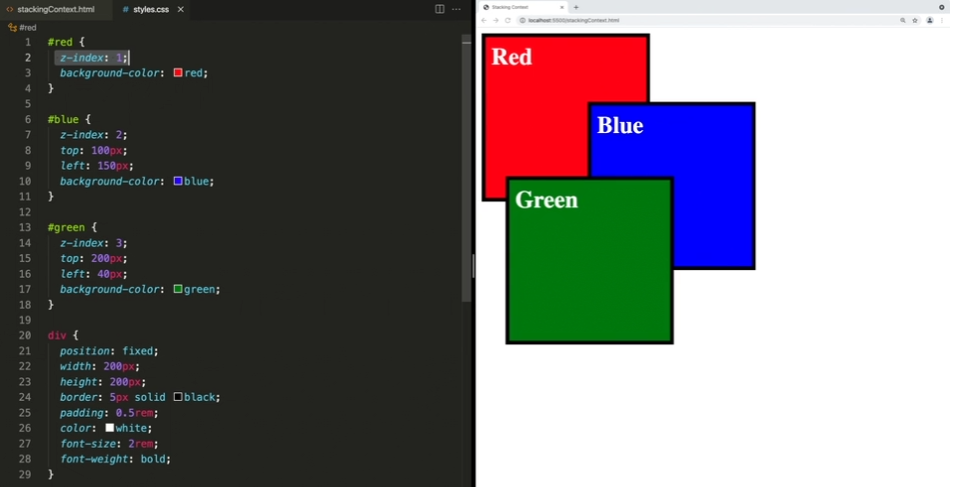 stackingContext.html
# styles.css
#red
1 #red {
2 z-index: 1;
3 background-color: red;
4 }
5
6 #blue {
7 z-index: 2;
8 top: 100px;
9 left: 150px;
10 background-color: blue;
11 }
12
13 #green {
14 z-index: 3;
15 top: 200px;
16 left: 40px;
17 background-color: green;
18 }
19
20 div {
21 position: fixed;
22 width: 200px;
23 height: 200px;
24 border: 5px solid black;
25 padding: 0.5rem;
26 color: white;
27 font-size: 2rem;
28 font-weight: bold;
29 }
Stacking Context
localhost:5500/stackingContext.html
Red
Blue
Green